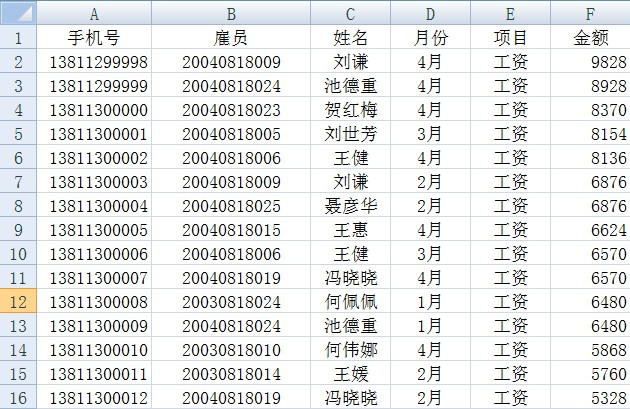 A B C D E F
1 手机号 雇员 姓名 月份 项目 金额
2 13811299998 20040818009 刘谦 4月 工资 9828
3 13811299999 20040818024 池德重 4月 工资 8928
4 13811300000 20040818023 贺红梅 4月 工资 8370
5 13811300001 20040818005 刘世芳 3月 工资 8154
6 13811300002 20040818006 王健 4月 工资 8136
7 13811300003 20040818009 刘谦 2月 工资 6876
8 13811300004 20040818025 聂彦华 2月 工资 6876
9 13811300005 20040818015 王惠 4月 工资 6624
10 13811300006 20040818006 王健 3月 工资 6570
11 13811300007 20040818019 冯晓晓 4月 工资 6570
12 13811300008 20030818024 何佩佩 1月 工资 6480
13 13811300009 20040818024 池德重 1月 工资 6480
14 13811300010 20030818010 何伟娜 4月 工资 5868
15 13811300011 20030818014 王媛 2月 工资 5760
16 13811300012 20040818019 冯晓晓 2月 工资 5328